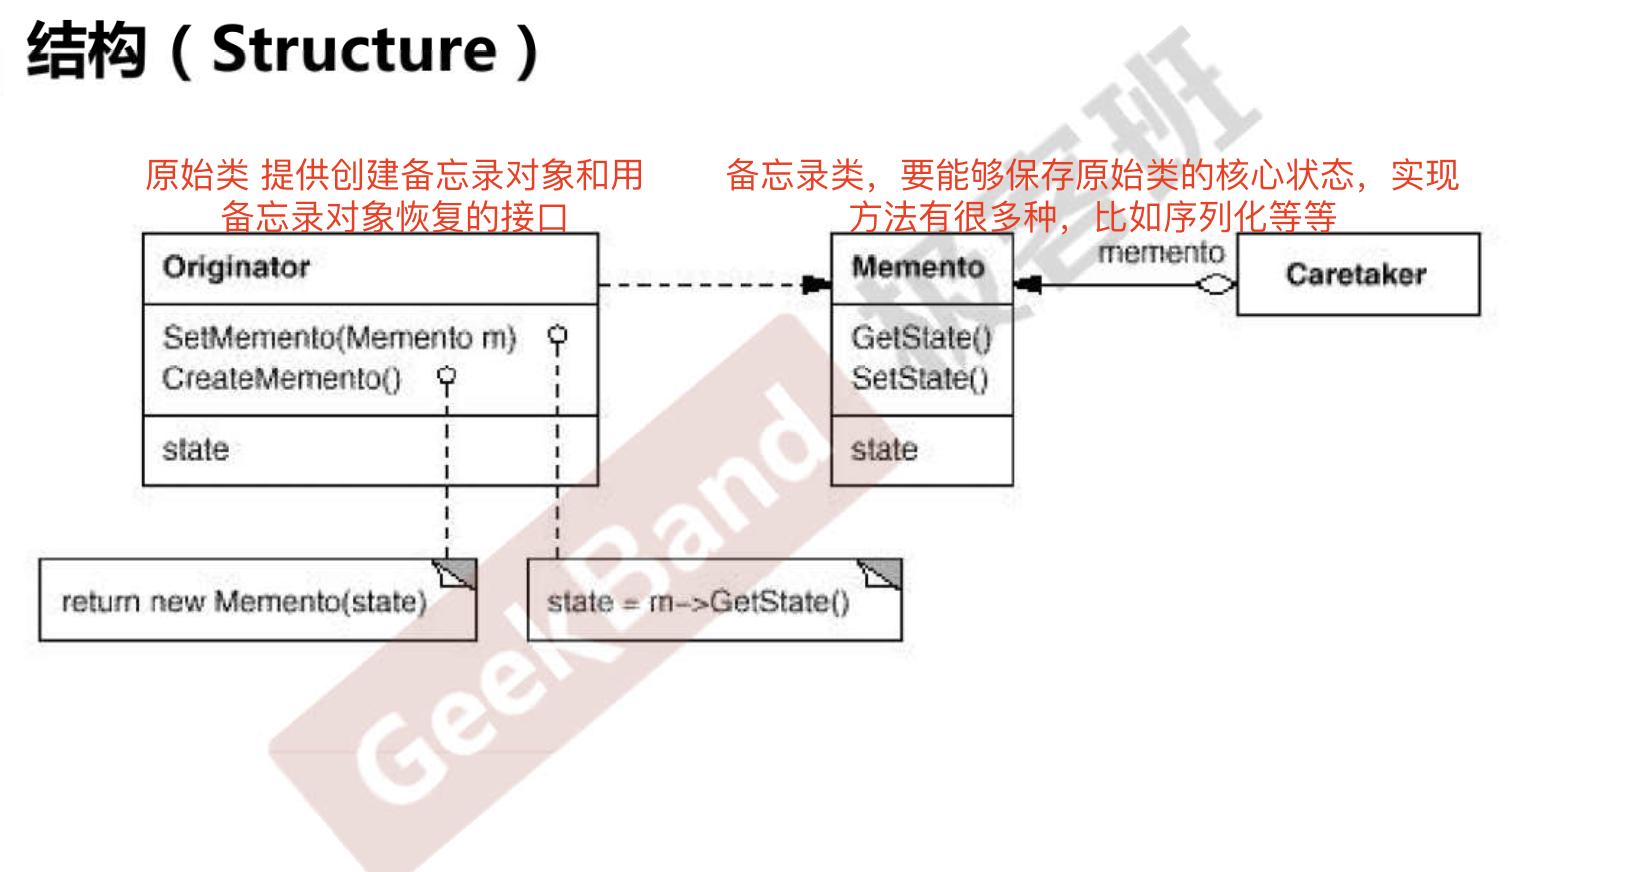 结构（Structure）
原始类 提供创建备忘录对象和用
备忘录对象恢复的接口
备忘录类，要能够保存原始类的核心状态，实现
方法有很多种，比如序列化等等
Originator
SetMemento(Memento m)
CreateMemento()
state
Memento
GetState()
SetState()
state
memento
Caretaker
return new Memento(state)
state = m->GetState()
GeekBand
极客班